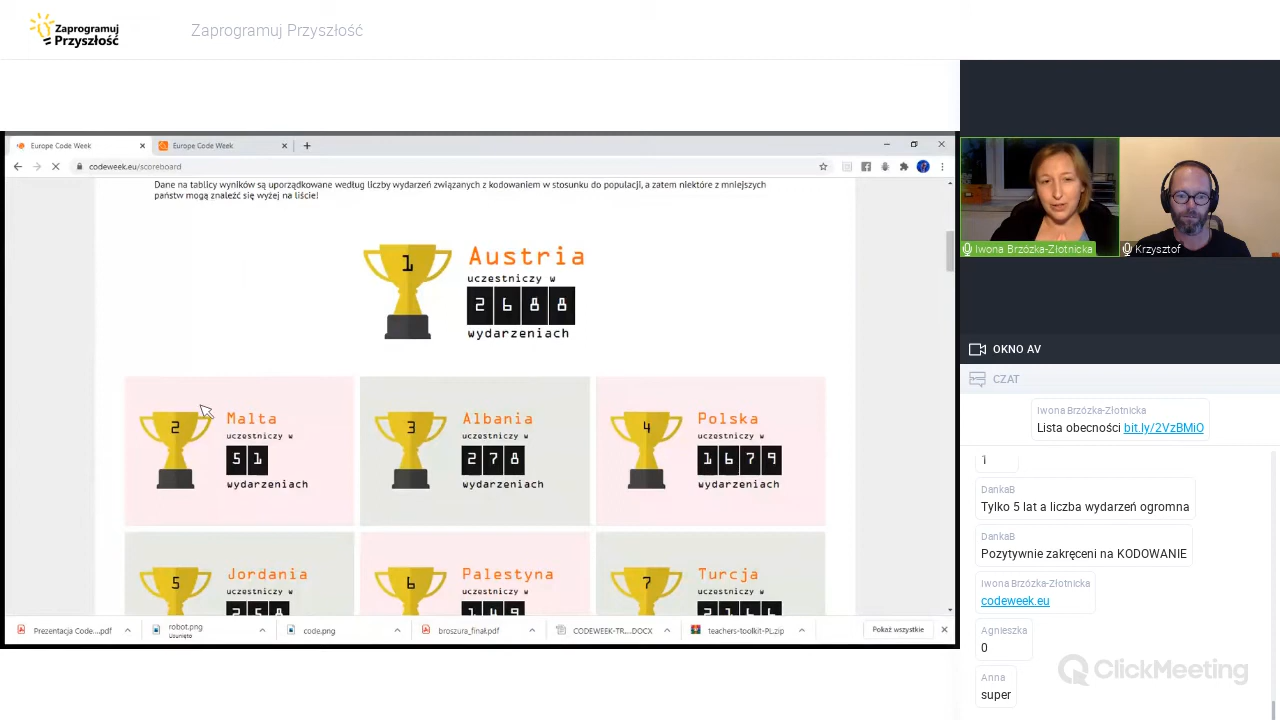 Zaprogramuj
Przyszłość
Zaprogramuj Przyszłość
Europe Code Week
Europe Code Week
codeweek.eu/scoreboard
Dane na tablicy wyników są uporządkowane według liczby wydarzeń związanych z kodowaniem w stosunku do populacji, a zatem niektóre z mniejszych
państw mogą znaleźć się wyżej na liście!
1
Austria
uczestniczy w
2688
wydarzeniach
2
Malta
uczestniczy w
51
wydarzeniach
3
Albania
uczestniczy w
278
wydarzeniach
4
Polska
uczestniczy w
1679
wydarzeniach
5
Jordania
uczestniczy w
6
Palestyna
uczestniczy w
7
Turcja
uczestniczy w
Prezentacja Code....pdf
robot.png
Usunięto
code.png
broszura_final.pdf
CODEWEEK-TR....DOCX
teachers-toolkit-PL.zip
Pokaż wszystkie
Iwona Brzózka-Złotnicka
Krzysztof
OKNO AV
CZAT
Iwona Brzózka-Złotnicka
Lista obecności bit.ly/2VzBMiO
1
DankaB
Tylko 5 lat a liczba wydarzeń ogromna
DankaB
Pozytywnie zakręceni na KODOWANIE
Iwona Brzózka-Złotnicka
codeweek.eu
Agnieszka
0
Anna
super
ClickMeeting